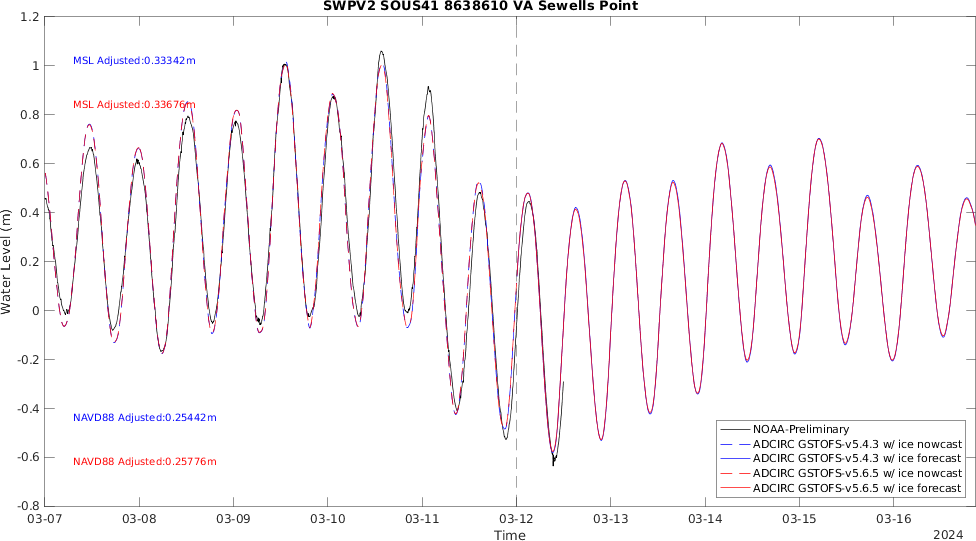 SWPV2 SOUS41 8638610 VA Sewells Point
1.2
1
0.8
0.6
0.4
0.2
0
-0.2
-0.4
-0.6
-0.8
Water Level (m)
MSL Adjusted:0.33342m
MSL Adjusted:0.33676m
NAVD88 Adjusted:0.25442m
NAVD88 Adjusted:0.25776m
NOAA-Preliminary
ADCIRC GSTOFS-v5.4.3 w/ ice nowcast
ADCIRC GSTOFS-v5.4.3 w/ ice forecast
ADCIRC GSTOFS-v5.6.5 w/ ice nowcast
ADCIRC GSTOFS-v5.6.5 w/ ice forecast
03-07 03-08 03-09 03-10 03-11 03-12 03-13 03-14 03-15 03-16
Time
2024